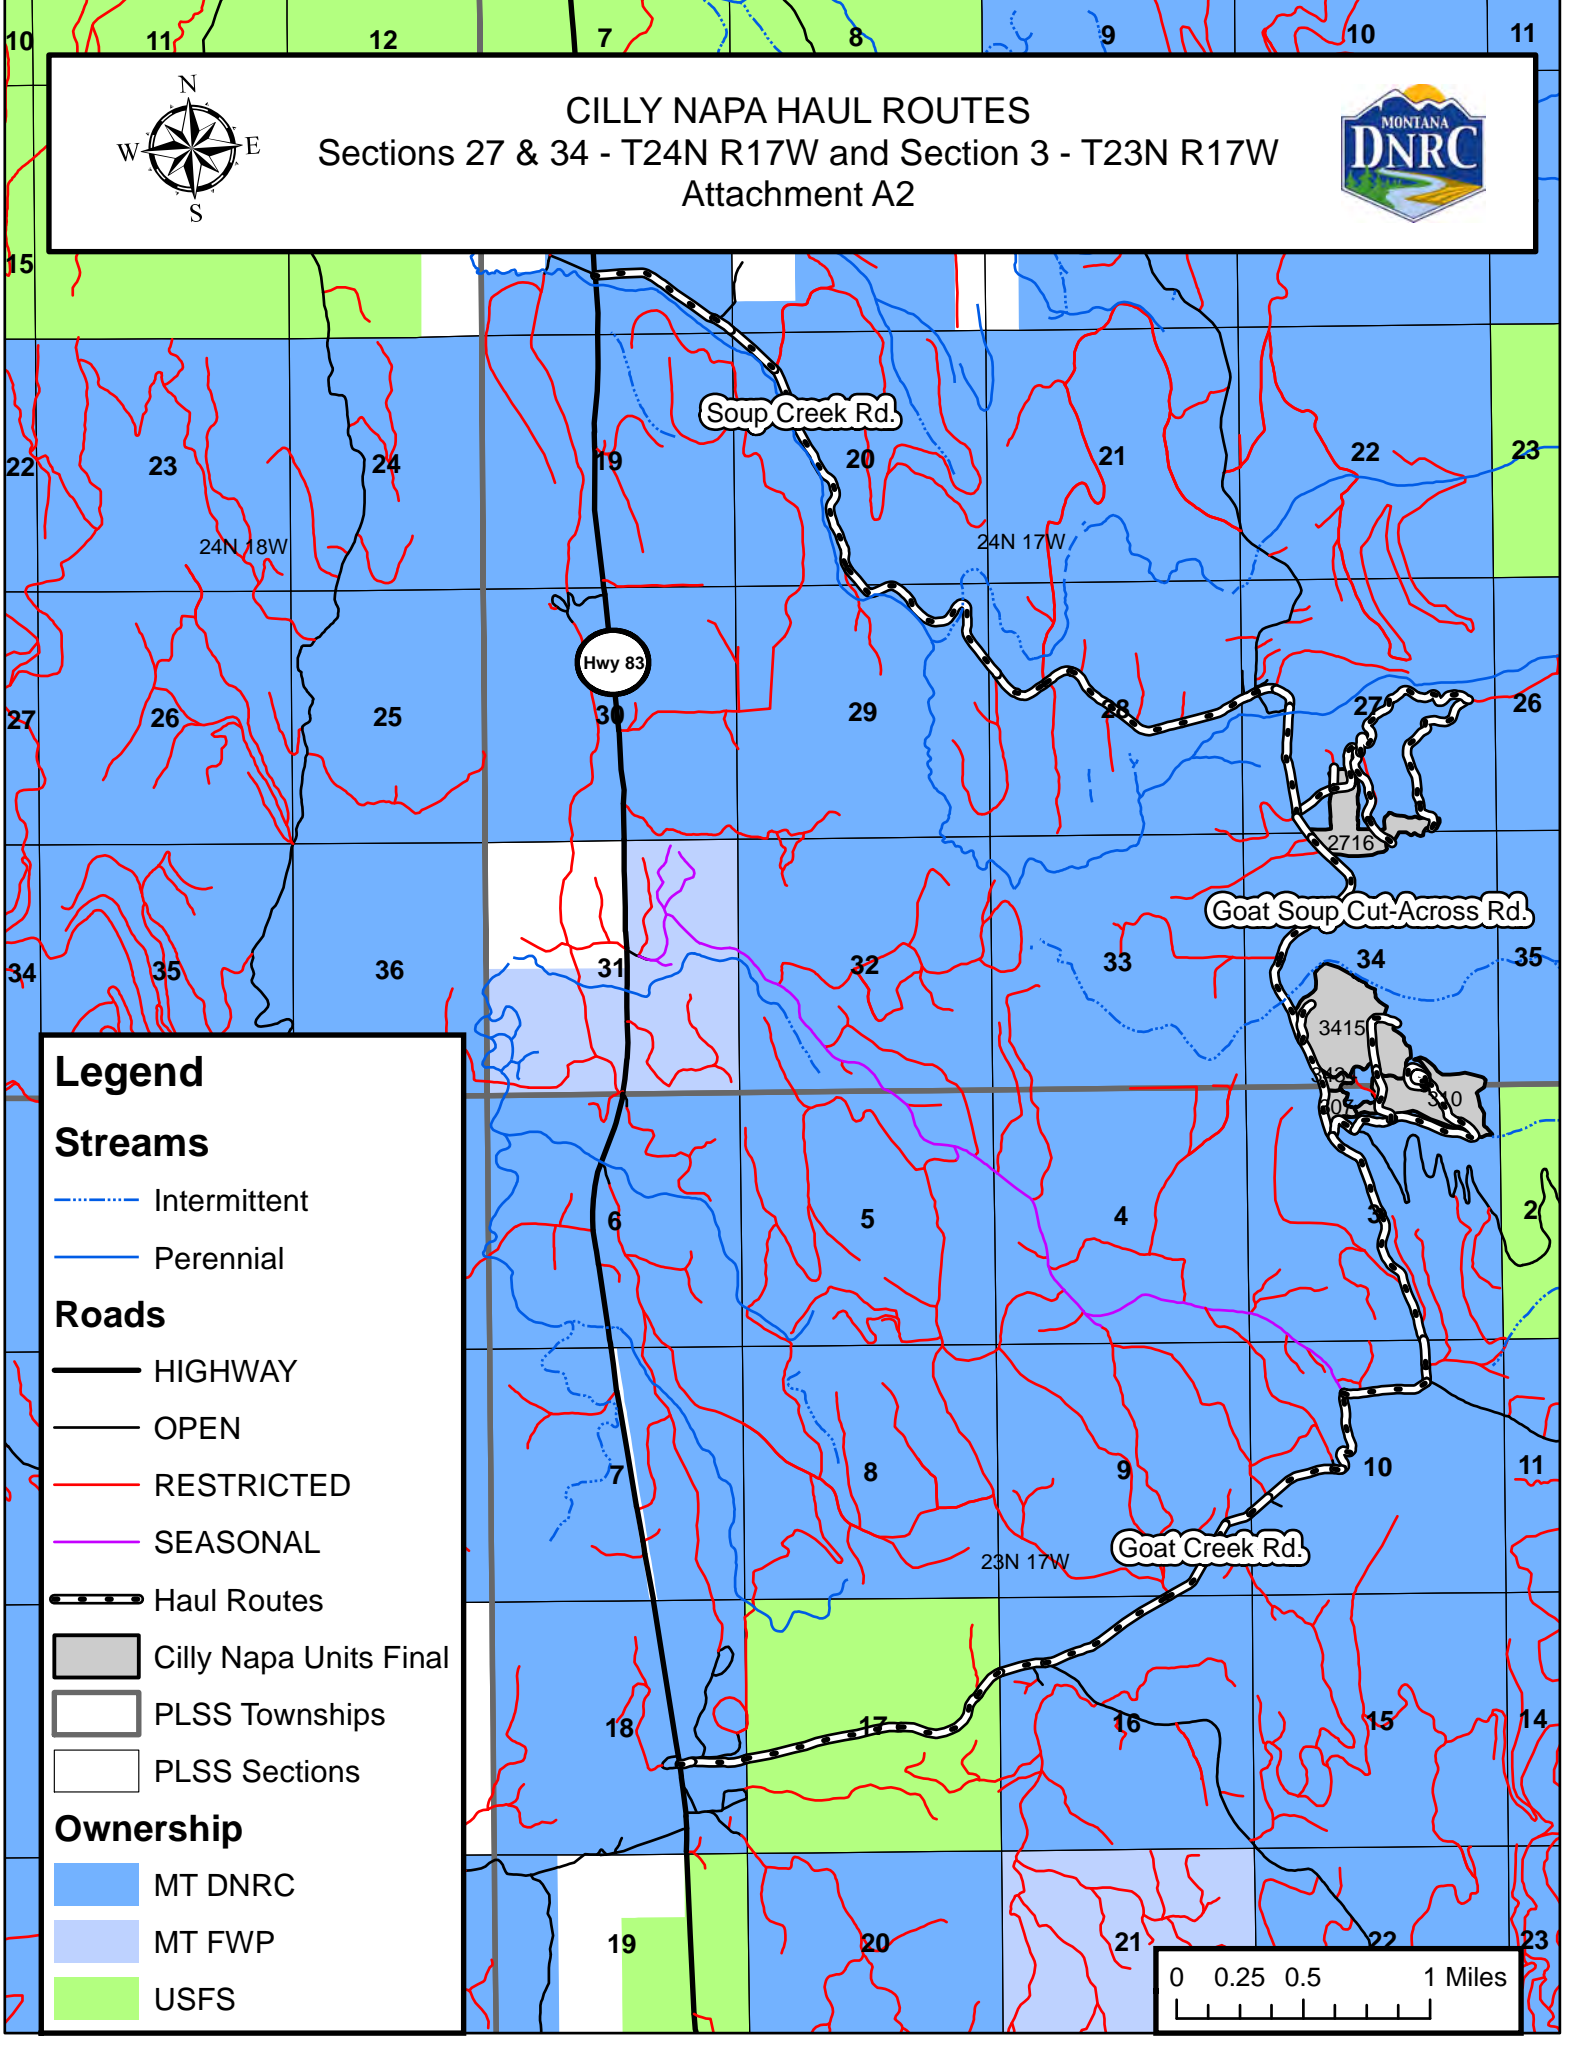 10 11 12 7 8 9 10 11
N
W E
S
CILLY NAPA HAUL ROUTES
Sections 27 & 34 - T24N R17W and Section 3 - T23N R17W
Attachment A2
MONTANA
DNRC
15
Soup Creek Rd.
22 23 24 19 20 21 22 23
24N 18W 24N 17W
Hwy 83
27 26 25 30 29 28 27 26
2716
Goat Soup Cut-Across Rd.
34 35 36 31 32 33 34 35
3415
310
6 5 4 3 2
7 8 9 10 11
23N 17W
Goat Creek Rd.
18 17 16 15 14
19 20 21 22 23
Legend
Streams
Intermittent
Perennial
Roads
HIGHWAY
OPEN
RESTRICTED
SEASONAL
Haul Routes
Cilly Napa Units Final
PLSS Townships
PLSS Sections
Ownership
MT DNRC
MT FWP
USFS
0 0.25 0.5 1 Miles